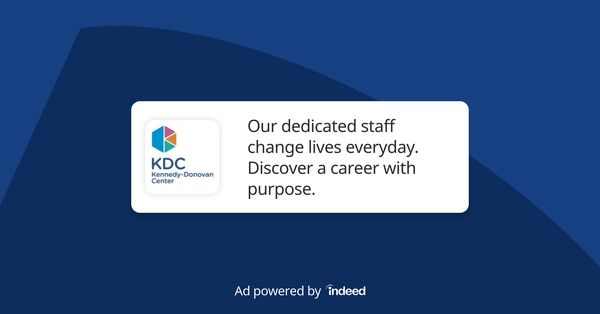 KDC
Kennedy-Donovan
Center
Our dedicated staff
change lives everyday.
Discover a career with
purpose.
Ad powered by indeed